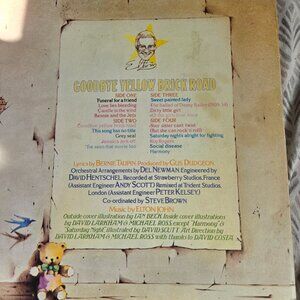 GOODBYE YELLOW BRICK ROAD
SIDE ONE
Funeral for a friend
Love lies bleeding
Candle in the wind
Bennie and the Jets
SIDE TWO
Goodbye yellow brick road
This song has no title
Grey seal
Jamaica Jerk-off
I've seen that movie too
SIDE THREE
Sweet painted lady
The Ballad of Danny Bailey (1909-34)
Dirty little girl
All the girls love Alice
SIDE FOUR
Your sister cant twist
(But she can rock'n roll)
Saturday nights alright for fighting
Roy Rogers
Social disease
Harmony
Lyrics by BERNIE TAUPIN Produced by GUS DUDGEON
Orchestral Arrangements by DEL NEWMAN Engineered by
DAVID HENTSCHEL, Recorded at Strawberry Studios, France.
(Assistant Engineer ANDY SCOTT) Remixed at Trident Studios,
London (Assistant Engineer PETER KELSEY)
Co-ordinated by STEVE BROWN
Music by ELTON JOHN
Outside cover illustration by IAN BECK Inside cover illustrations
by DAVID LARKHAM & MICHAEL ROSS except "Harmony" &
Saturday Night" illustrated by DAVID SCUTT Art Direction by
DAVID LARKHAM & MICHAEL ROSS with thanks to DAVID COSTA